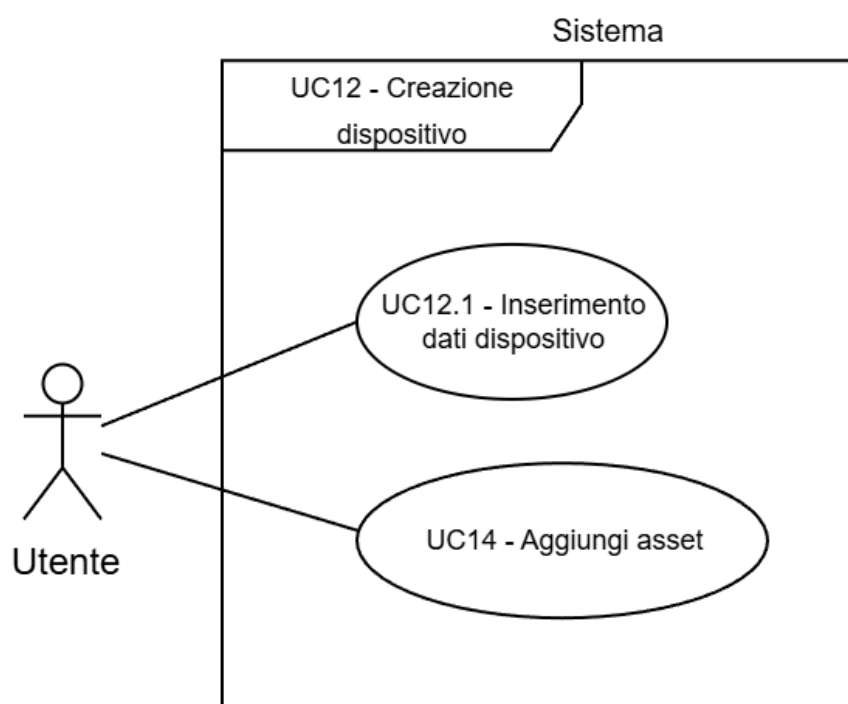 Sistema
UC12 - Creazione
dispositivo
UC12.1 - Inserimento
dati dispositivo
Utente
UC14 - Aggiungi asset